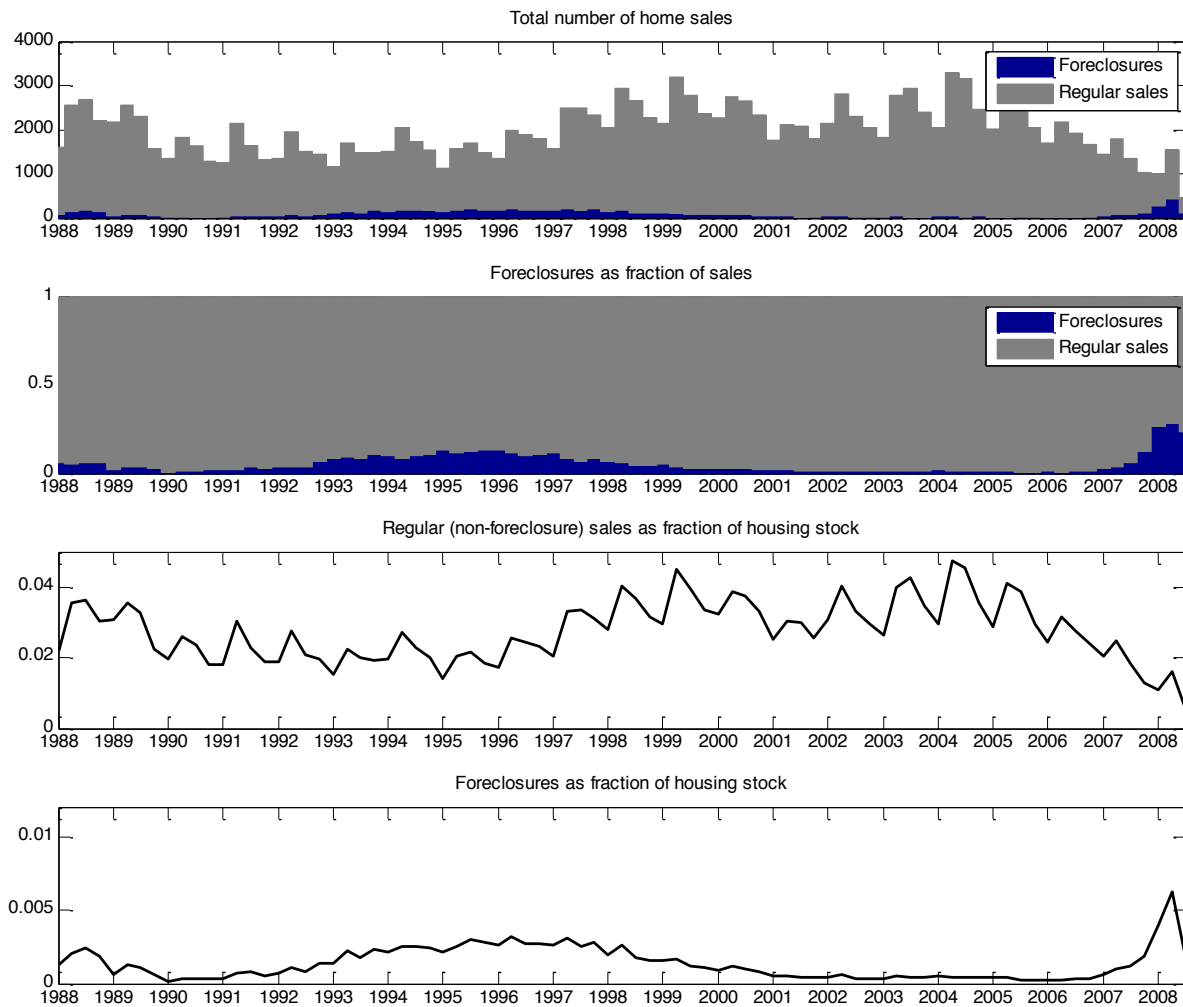 Total number of home sales
4000
3000
2000
1000
0
Foreclosures
Regular sales
1988 1989 1990 1991 1992 1993 1994 1995 1996 1997 1998 1999 2000 2001 2002 2003 2004 2005 2006 2007 2008
Foreclosures as fraction of sales
1
0.5
0
Foreclosures
Regular sales
1988 1989 1990 1991 1992 1993 1994 1995 1996 1997 1998 1999 2000 2001 2002 2003 2004 2005 2006 2007 2008
Regular (non-foreclosure) sales as fraction of housing stock
0.04
0.02
0
1988 1989 1990 1991 1992 1993 1994 1995 1996 1997 1998 1999 2000 2001 2002 2003 2004 2005 2006 2007 2008
Foreclosures as fraction of housing stock
0.01
0.005
0
1988 1989 1990 1991 1992 1993 1994 1995 1996 1997 1998 1999 2000 2001 2002 2003 2004 2005 2006 2007 2008